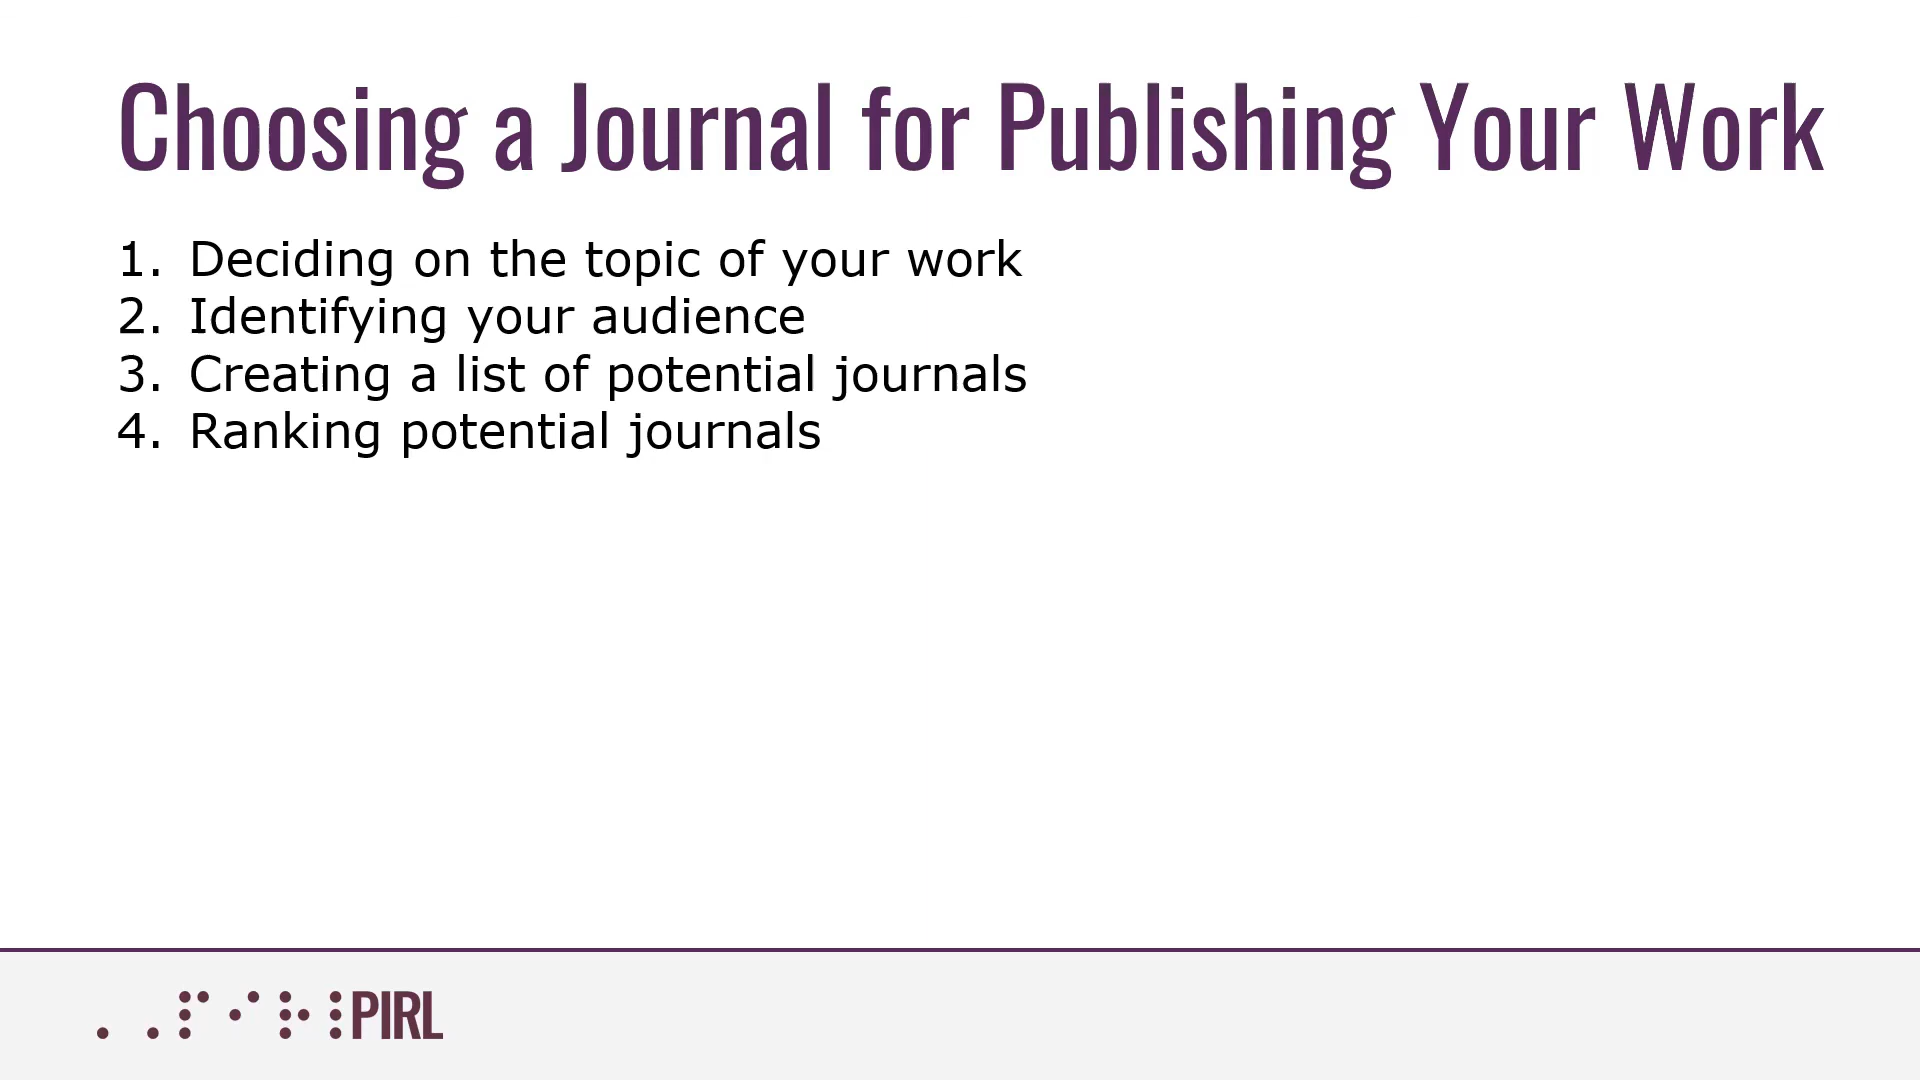 Choosing a Journal for Publishing Your Work
1. Deciding on the topic of your work
2. Identifying your audience
3. Creating a list of potential journals
4. Ranking potential journals
⠠⠠⠏⠊⠗⠇PIRL